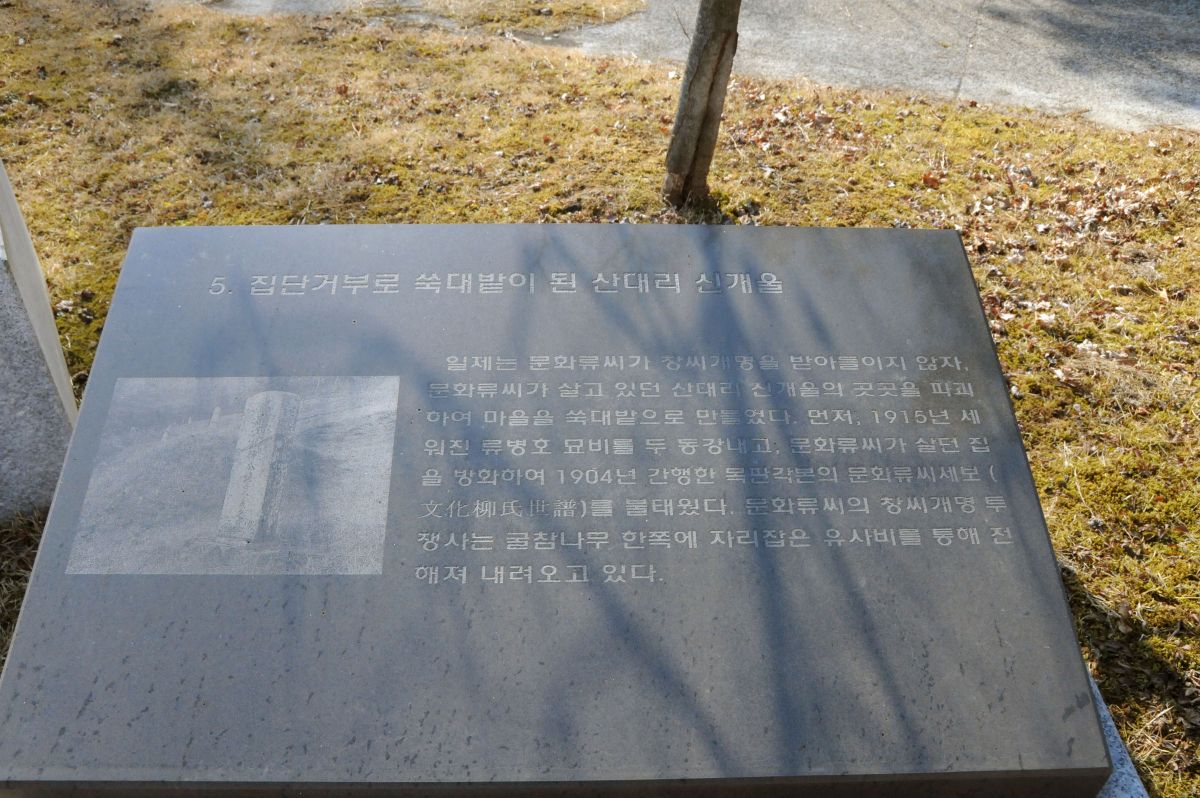 5. 집단거부로 쑥대밭이 된 산대리 신개울
일제는 문화류씨가 창씨개명을 받아들이지 않자,
문화류씨가 살고 있던 산대리 신개울의 곳곳을 파괴
하여 마을을 쑥대밭으로 만들었다. 먼저, 1915년 세
워진 류병호 묘비를 두 동강내고, 문화류씨가 살던 집
을 방화하여 1904년 간행한 목판각본의 문화류씨세보(
文化柳氏世譜)를 불태웠다. 문화류씨의 창씨개명 투
쟁사는 굴참나무 한쪽에 자리잡은 유사비를 통해 전
해져 내려오고 있다.